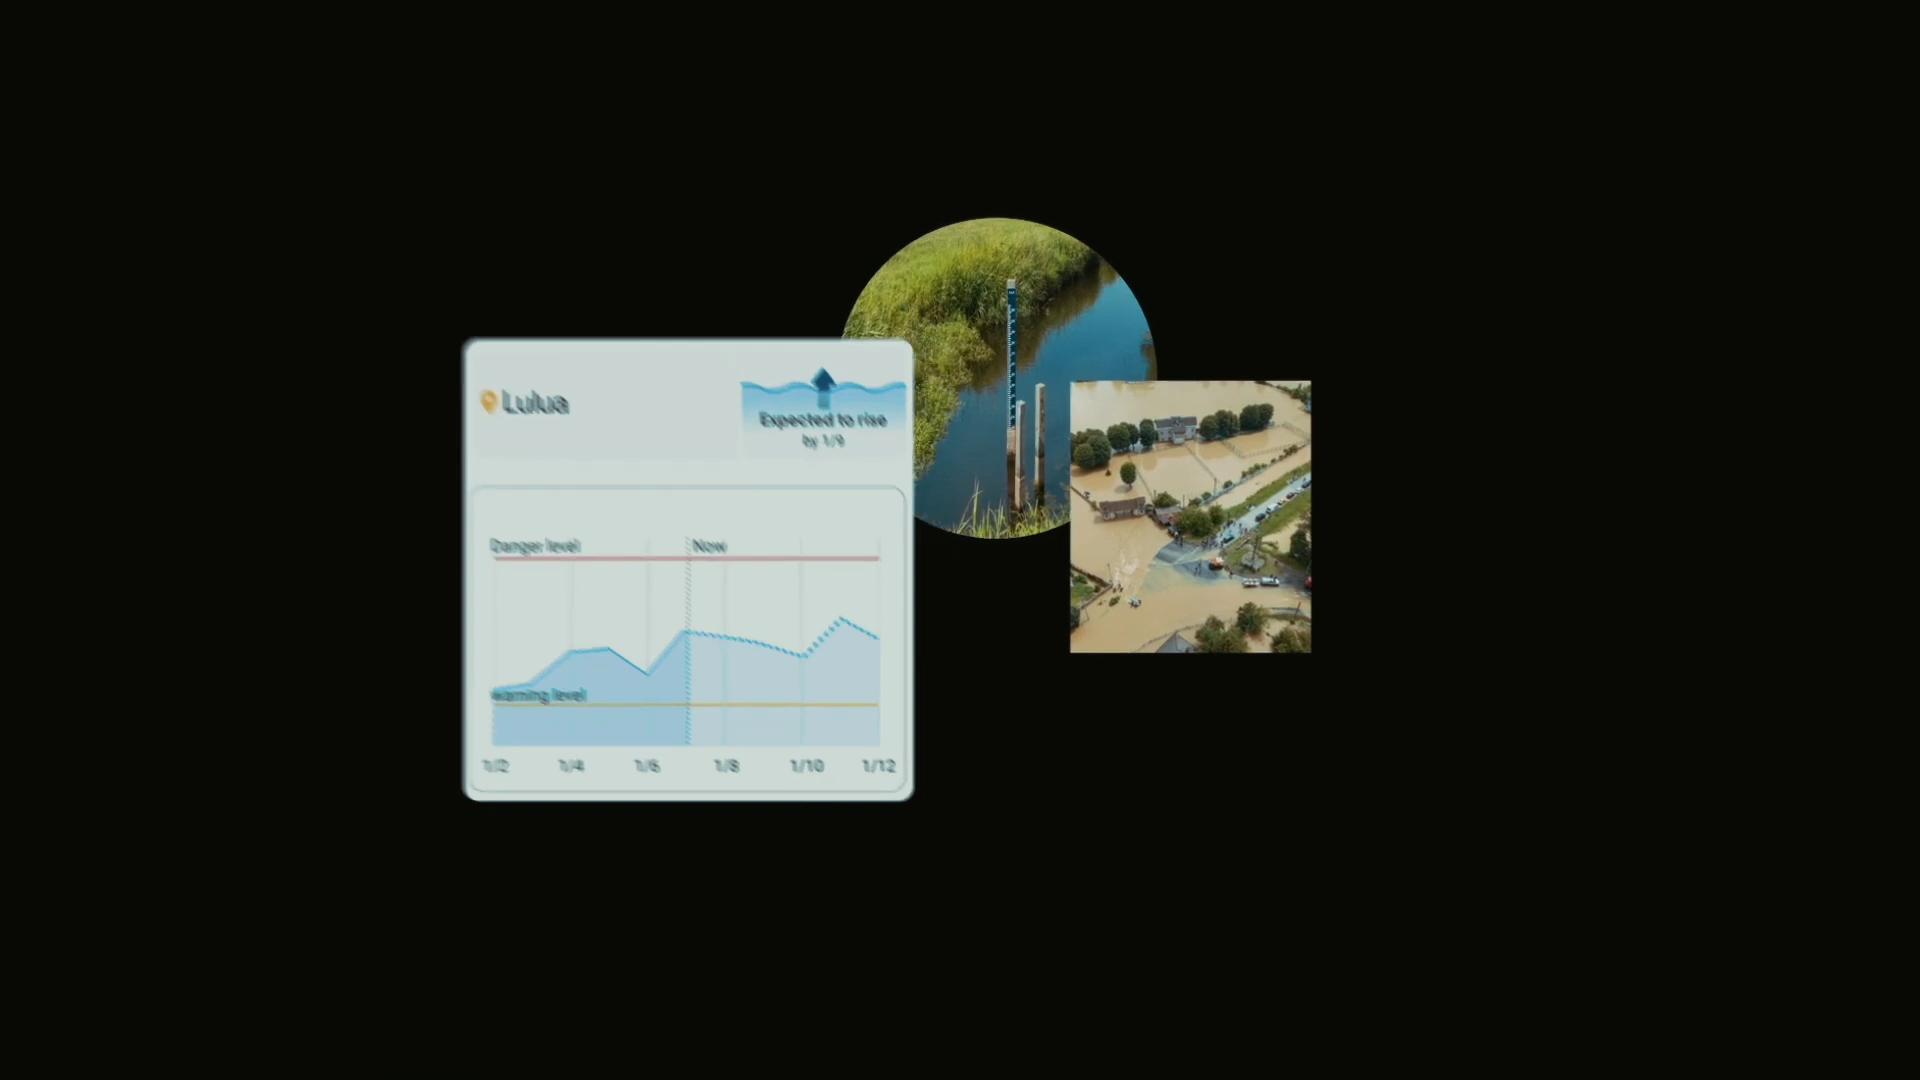 Lulua
Expected to rise
by 1/9
Danger level
Now
Warning level
1/2 1/4 1/6 1/8 1/10 1/12